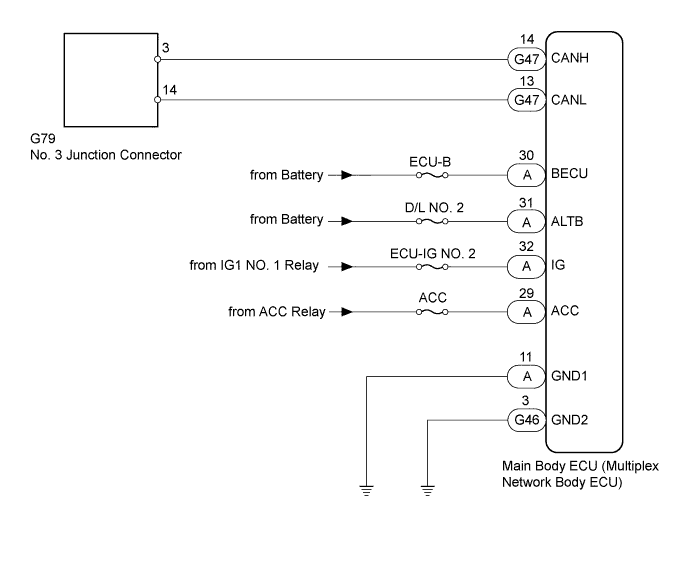 14
3
G47 CANH
13
14
G47 CANL
G79
No. 3 Junction Connector
ECU-B
30
from Battery
A
BECU
D/L NO. 2
31
from Battery
A
ALTB
ECU-IG NO. 2
32
from IG1 NO. 1 Relay
A
IG
ACC
29
from ACC Relay
A
ACC
11
A
GND1
3
G46 GND2
Main Body ECU (Multiplex
Network Body ECU)